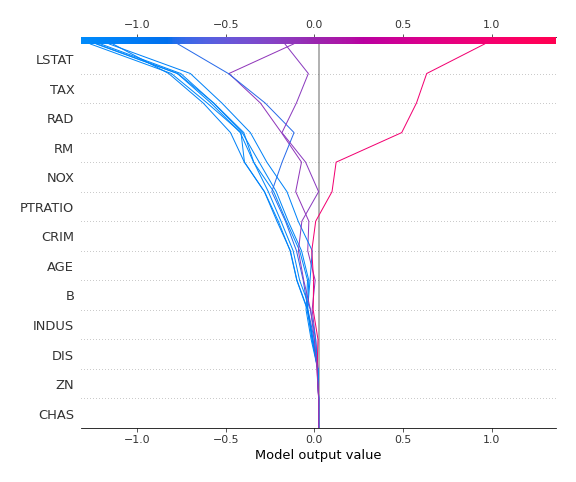 −1.0 −0.5 0.0 0.5 1.0
LSTAT
TAX
RAD
RM
NOX
PTRATIO
CRIM
AGE
B
INDUS
DIS
ZN
CHAS
−1.0 −0.5 0.0 0.5 1.0
Model output value